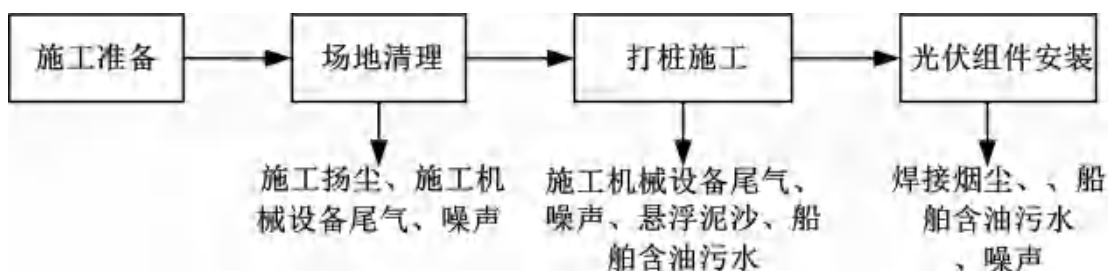 施工准备
场地清理
打桩施工
光伏组件安装
施工扬尘、施工机
械设备尾气、噪声
施工机械设备尾气、
噪声、悬浮泥沙、船
舶含油污水
焊接烟尘、、船
舶含油污水
、噪声